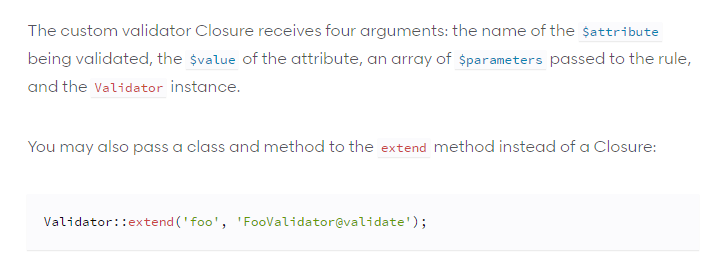 The custom validator Closure receives four arguments: the name of the $attribute
being validated, the $value of the attribute, an array of $parameters passed to the rule,
and the Validator instance.
You may also pass a class and method to the extend method instead of a Closure:
Validator::extend('foo', 'FooValidator@validate');